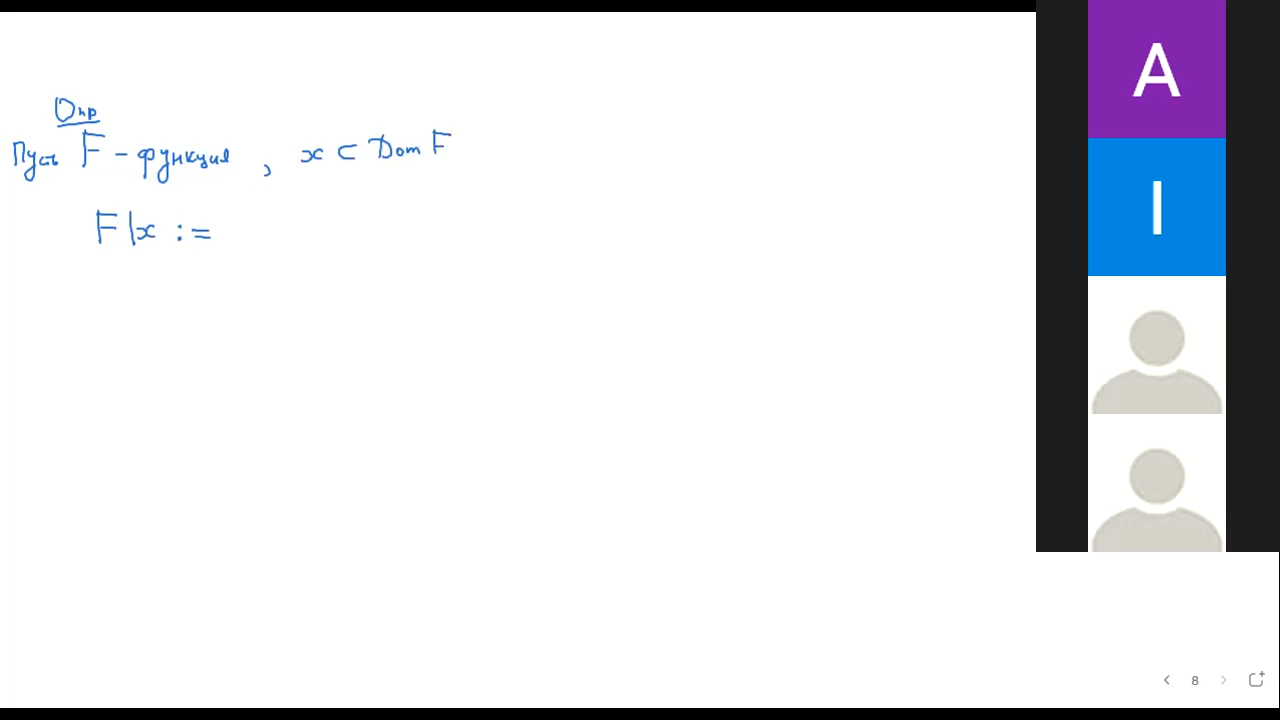 Опр
Пусть F – функция, x ⊂ Dom F
F|x :=
A
I
8